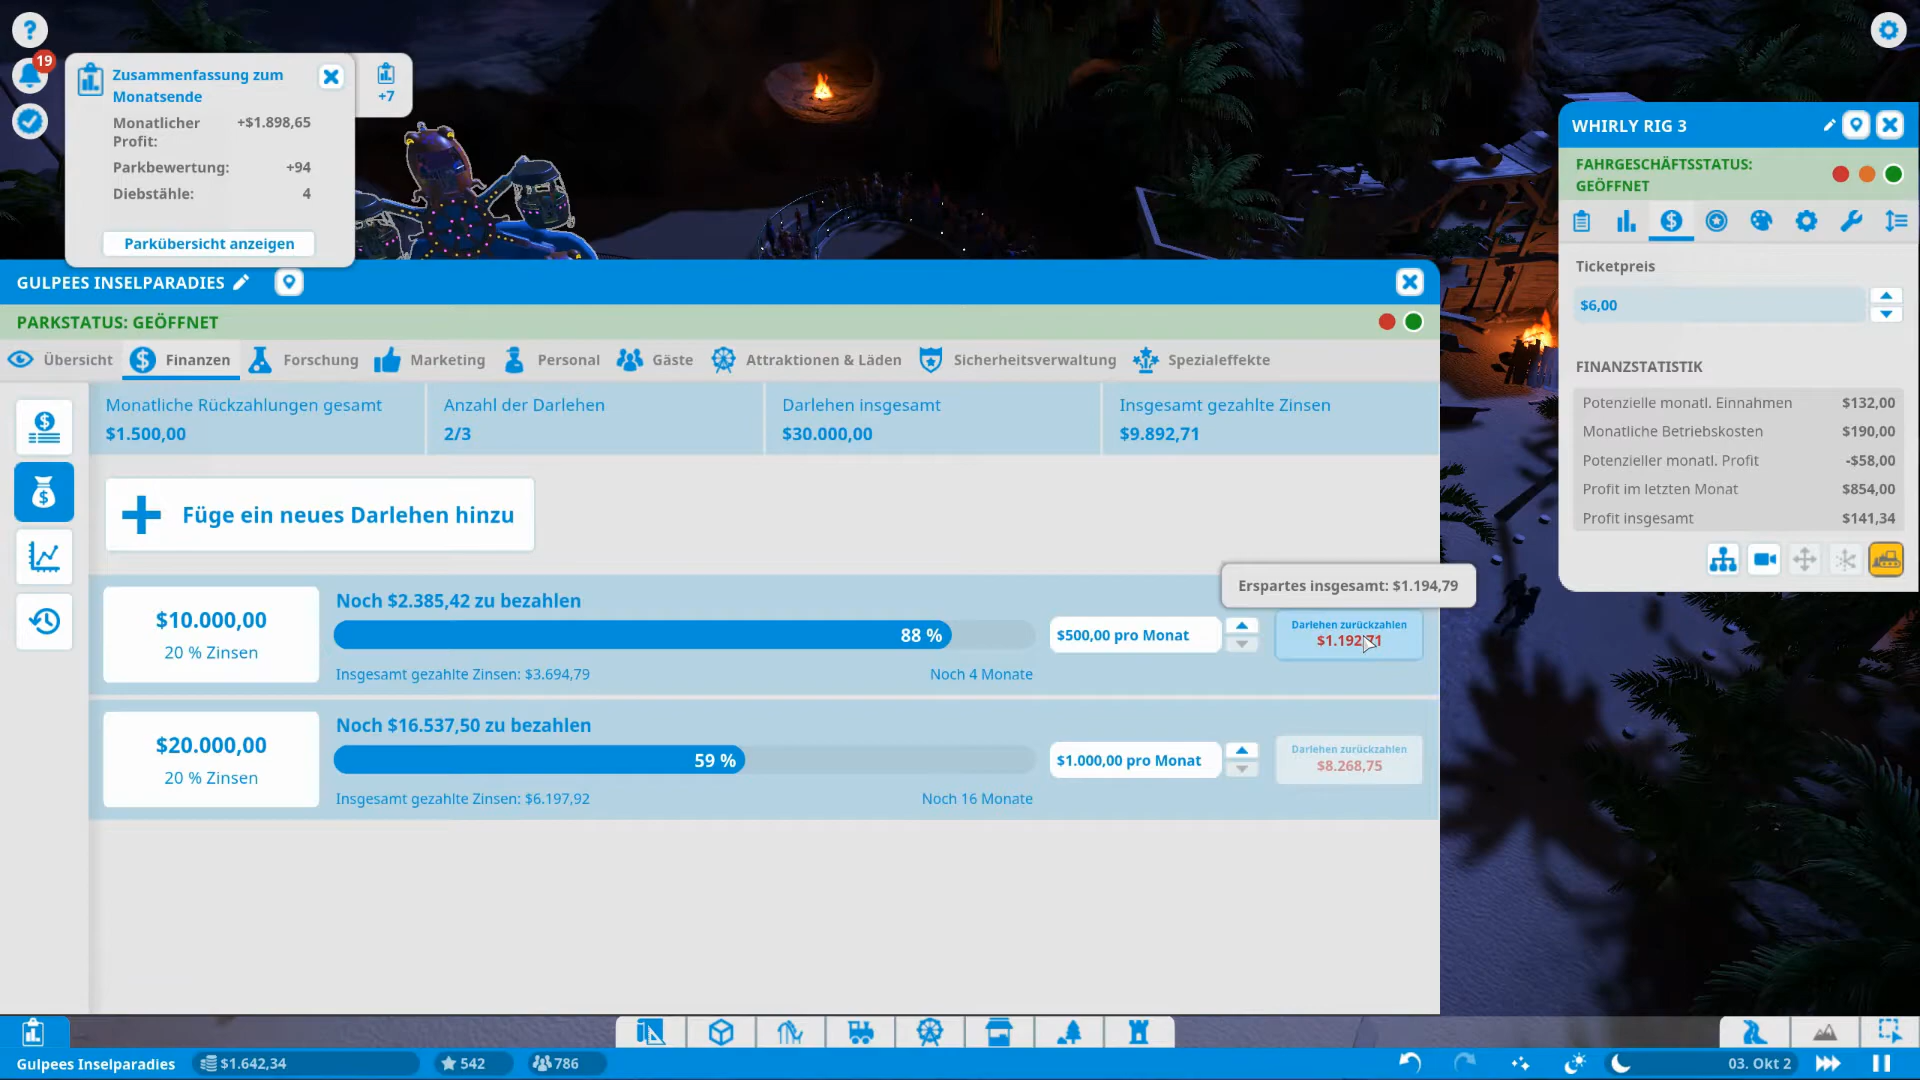 ?
19
Zusammenfassung zum
Monatsende
Monatlicher
Profit:
+$1.898,65
Parkbewertung:
+94
Diebstähle:
4
Parkübersicht anzeigen
+7
GULPEES INSELPARADIES
PARKSTATUS: GEÖFFNET
Übersicht
Finanzen
Forschung
Marketing
Personal
Gäste
Attraktionen & Läden
Sicherheitsverwaltung
Spezialeffekte
Monatliche Rückzahlungen gesamt
$1.500,00
Anzahl der Darlehen
2/3
Darlehen insgesamt
$30.000,00
Insgesamt gezahlte Zinsen
$9.892,71
Füge ein neues Darlehen hinzu
Erspartes insgesamt: $1.194,79
$10.000,00
20 % Zinsen
Noch $2.385,42 zu bezahlen
88 %
Insgesamt gezahlte Zinsen: $3.694,79
Noch 4 Monate
$500,00 pro Monat
Darlehen zurückzahlen
$1.192,71
$20.000,00
20 % Zinsen
Noch $16.537,50 zu bezahlen
59 %
Insgesamt gezahlte Zinsen: $6.197,92
Noch 16 Monate
$1.000,00 pro Monat
Darlehen zurückzahlen
$8.268,75
WHIRLY RIG 3
FAHRGESCHÄFTSSTATUS:
GEÖFFNET
Ticketpreis
$6,00
FINANZSTATISTIK
Potenzielle monatl. Einnahmen
$132,00
Monatliche Betriebskosten
$190,00
Potenzieller monatl. Profit
-$58,00
Profit im letzten Monat
$854,00
Profit insgesamt
$141,34
Gulpees Inselparadies
$1.642,34
542
786
03. Okt 2